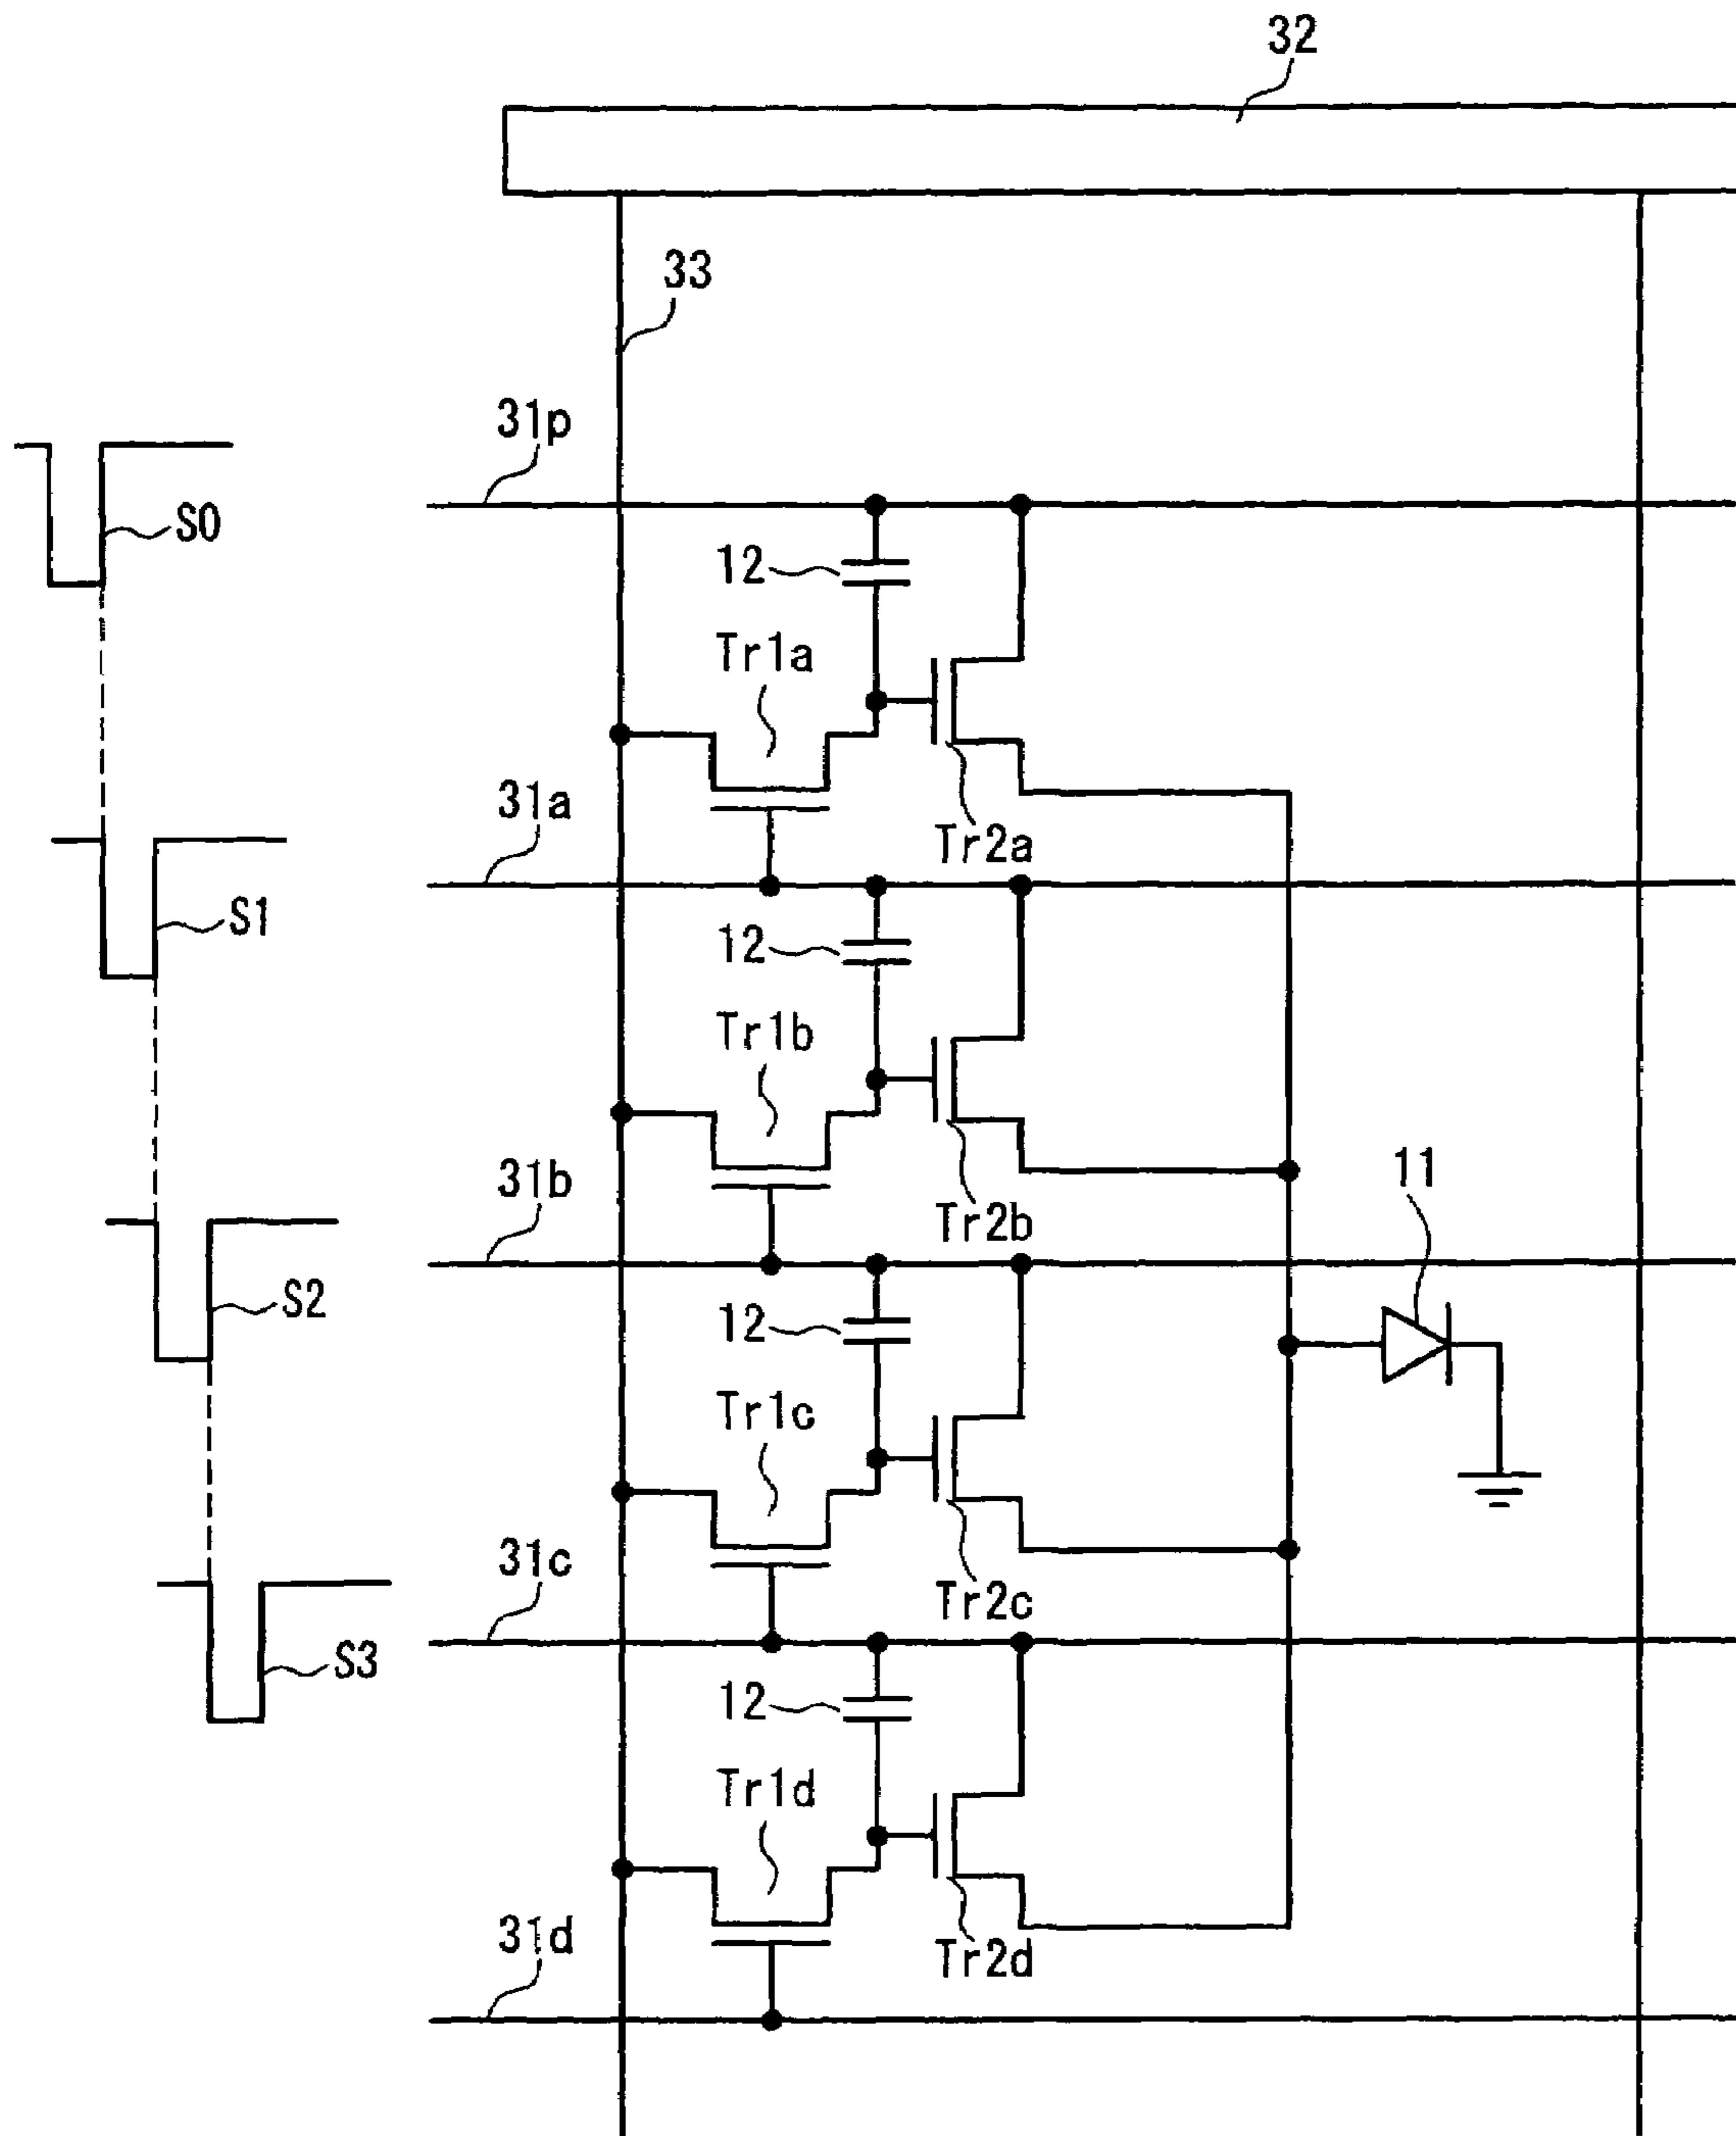 32
33
31p
S0
12
Tr1a
31a
Tr2a
S1
12
Tr1b
31b
11
Tr2b
S2
12
Tr1c
31c
Tr2c
S3
12
Tr1d
31d
Tr2d